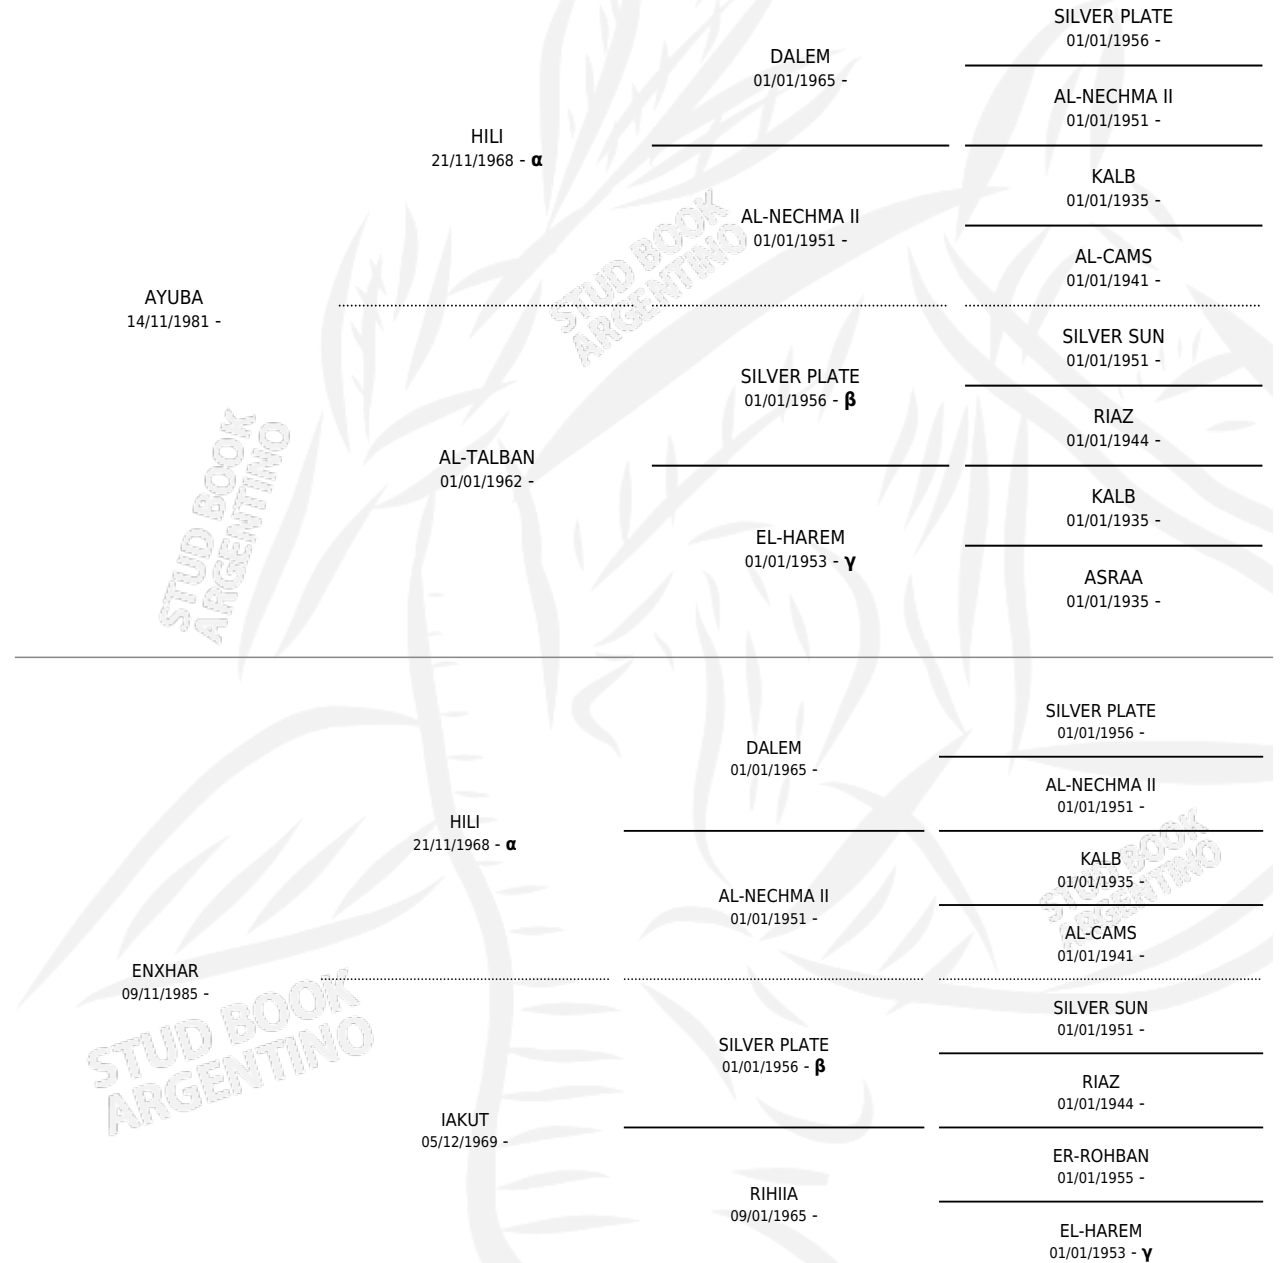 SILVER PLATE
01/01/1956 -
DALEM
01/01/1965 -
AL-NECHMA II
01/01/1951 -
HILI
21/11/1968 - α
KALB
01/01/1935 -
AL-NECHMA II
01/01/1951 -
AL-CAMS
01/01/1941 -
AYUBA
14/11/1981 -
SILVER SUN
01/01/1951 -
SILVER PLATE
01/01/1956 - β
RIAZ
01/01/1944 -
AL-TALBAN
01/01/1962 -
KALB
01/01/1935 -
EL-HAREM
01/01/1953 - γ
ASRAA
01/01/1935 -
STUD BOOK
ARGENTINO
STUD BOOK
ARGENTINO
SILVER PLATE
01/01/1956 -
DALEM
01/01/1965 -
AL-NECHMA II
01/01/1951 -
HILI
21/11/1968 - α
KALB
01/01/1935 -
AL-NECHMA II
01/01/1951 -
AL-CAMS
01/01/1941 -
ENXHAR
09/11/1985 -
SILVER SUN
01/01/1951 -
SILVER PLATE
01/01/1956 - β
RIAZ
01/01/1944 -
IAKUT
05/12/1969 -
ER-ROHBAN
01/01/1955 -
RIHIIA
09/01/1965 -
EL-HAREM
01/01/1953 - γ
STUD BOOK
ARGENTINO
STUD BOOK
ARGENTINO